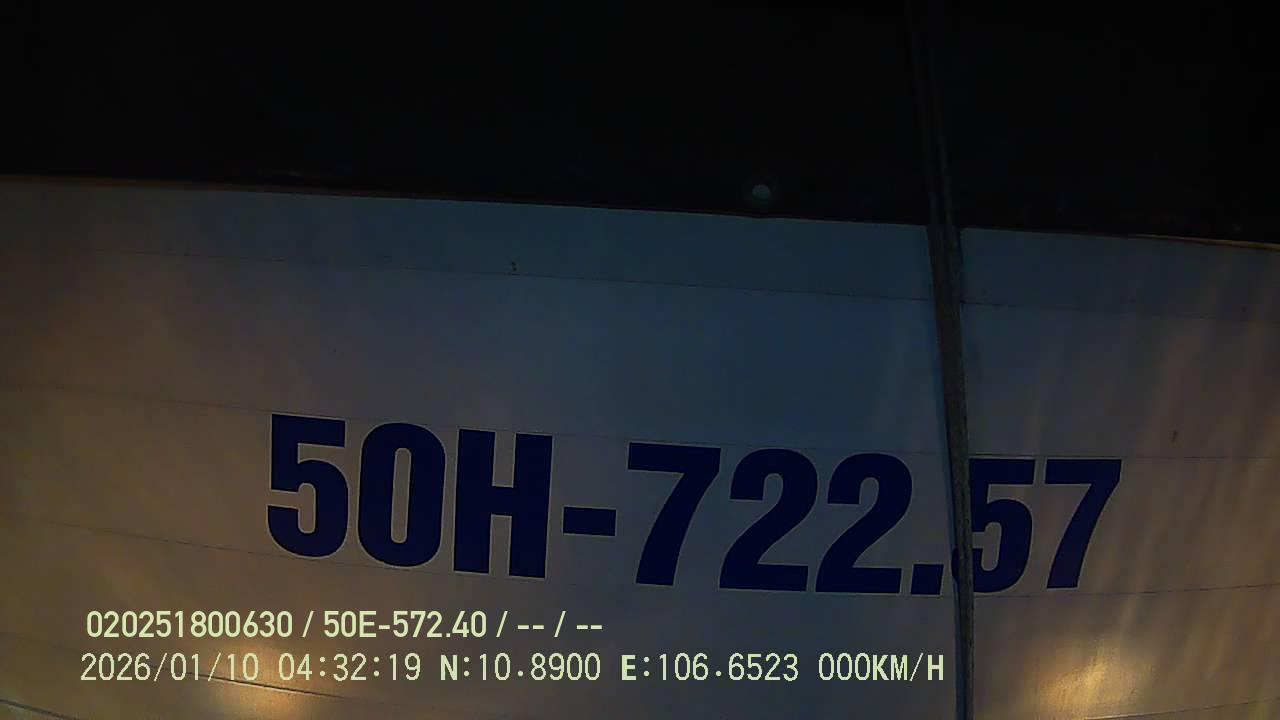 50H-722.57
020251800630 / 50E-572.40 / -- / --
2026/01/10 04:32:19 N:10.8900 E:106.6523 000KM/H